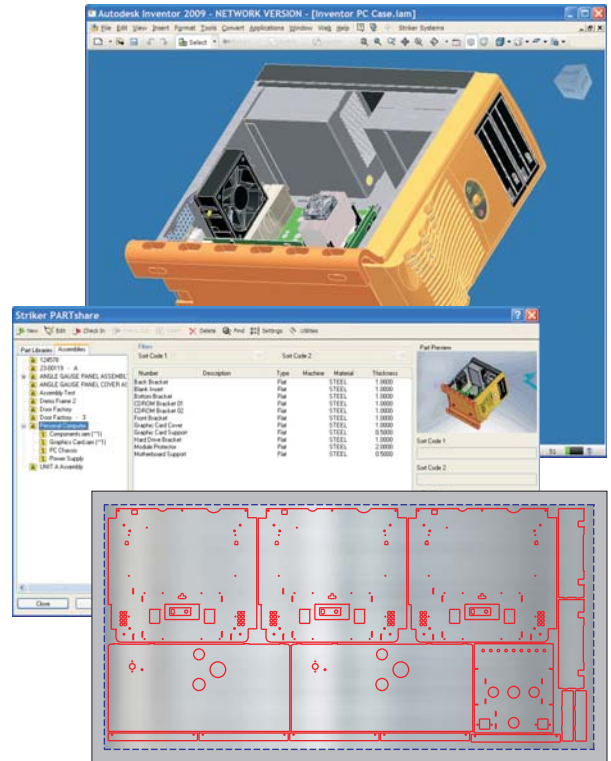 Autodesk Inventor 2009 - NETWORK VERSION - [Inventor PC Case.iam]
File Edit View Insert Format Tools Convert Applications Window Web Help Striker Systems
Select
Striker PARTshare
New Edit Check In Delete Find Settings Utilities
Part Libraries Assemblies
Filters
Sort Code 1 Sort Code 2
Part Preview
124578
23-00119 - A
ANGLE GAUGE PANEL ASSEMBL
ANGLE GAUGE PANEL COVER AS
Assembly Test
Demo Frame 2
Door Factory
Door Factory - 3
Personal Computer
Components.iam (**1)
Graphics Card.iam (**1)
PC Chassis
Power Supply
UNIT A Assembly
Number Description Type Machine Material Thickness
Back Bracket Flat STEEL 1.0000
Blank Insert Flat STEEL 1.0000
Bottom Bracket Flat STEEL 1.0000
CDROM Bracket 01 Flat STEEL 1.0000
CDROM Bracket 02 Flat STEEL 1.0000
Front Bracket Flat STEEL 1.0000
Graphic Card Cover Flat STEEL 1.0000
Graphic Card Support Flat STEEL 0.5000
Hard Drive Bracket Flat STEEL 1.0000
Module Protector Flat STEEL 2.0000
Motherboard Support Flat STEEL 0.5000
Sort Code 1
Sort Code 2
Close
51